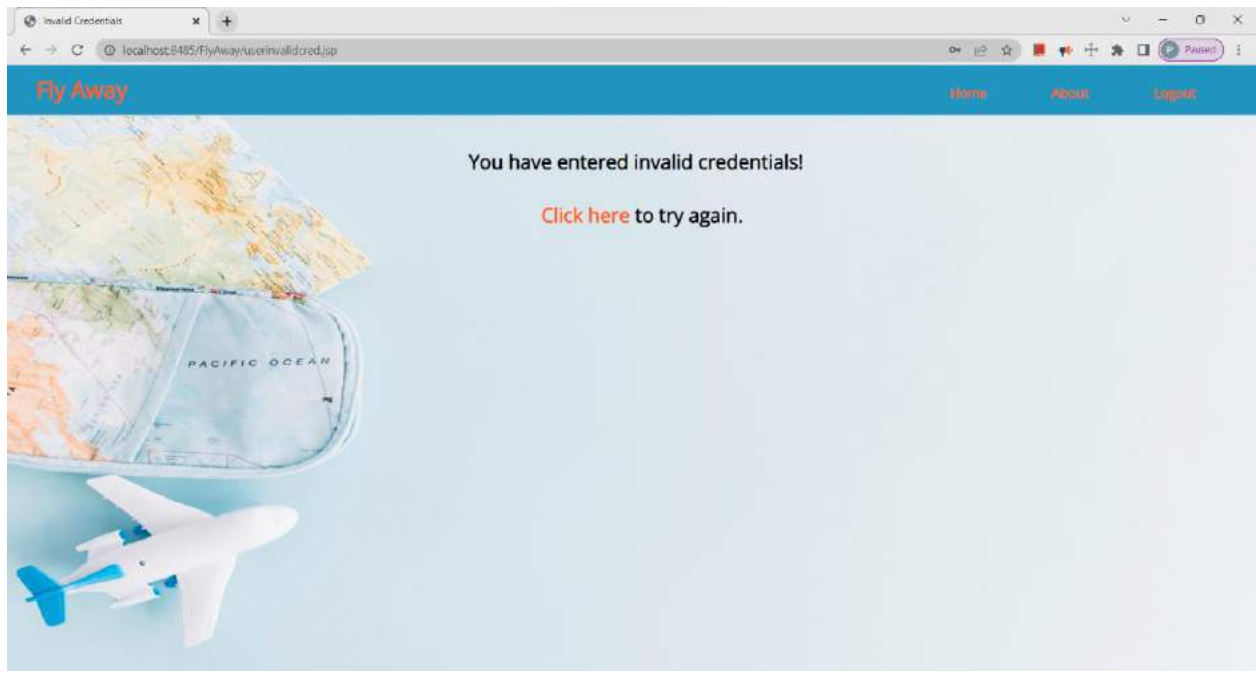 Invalid Credentials
localhost:8485/FlyAway/userinvalidcred.jsp
P Paused
Fly Away
Home About Logout
You have entered invalid credentials!
Click here to try again.
PACIFIC OCEAN